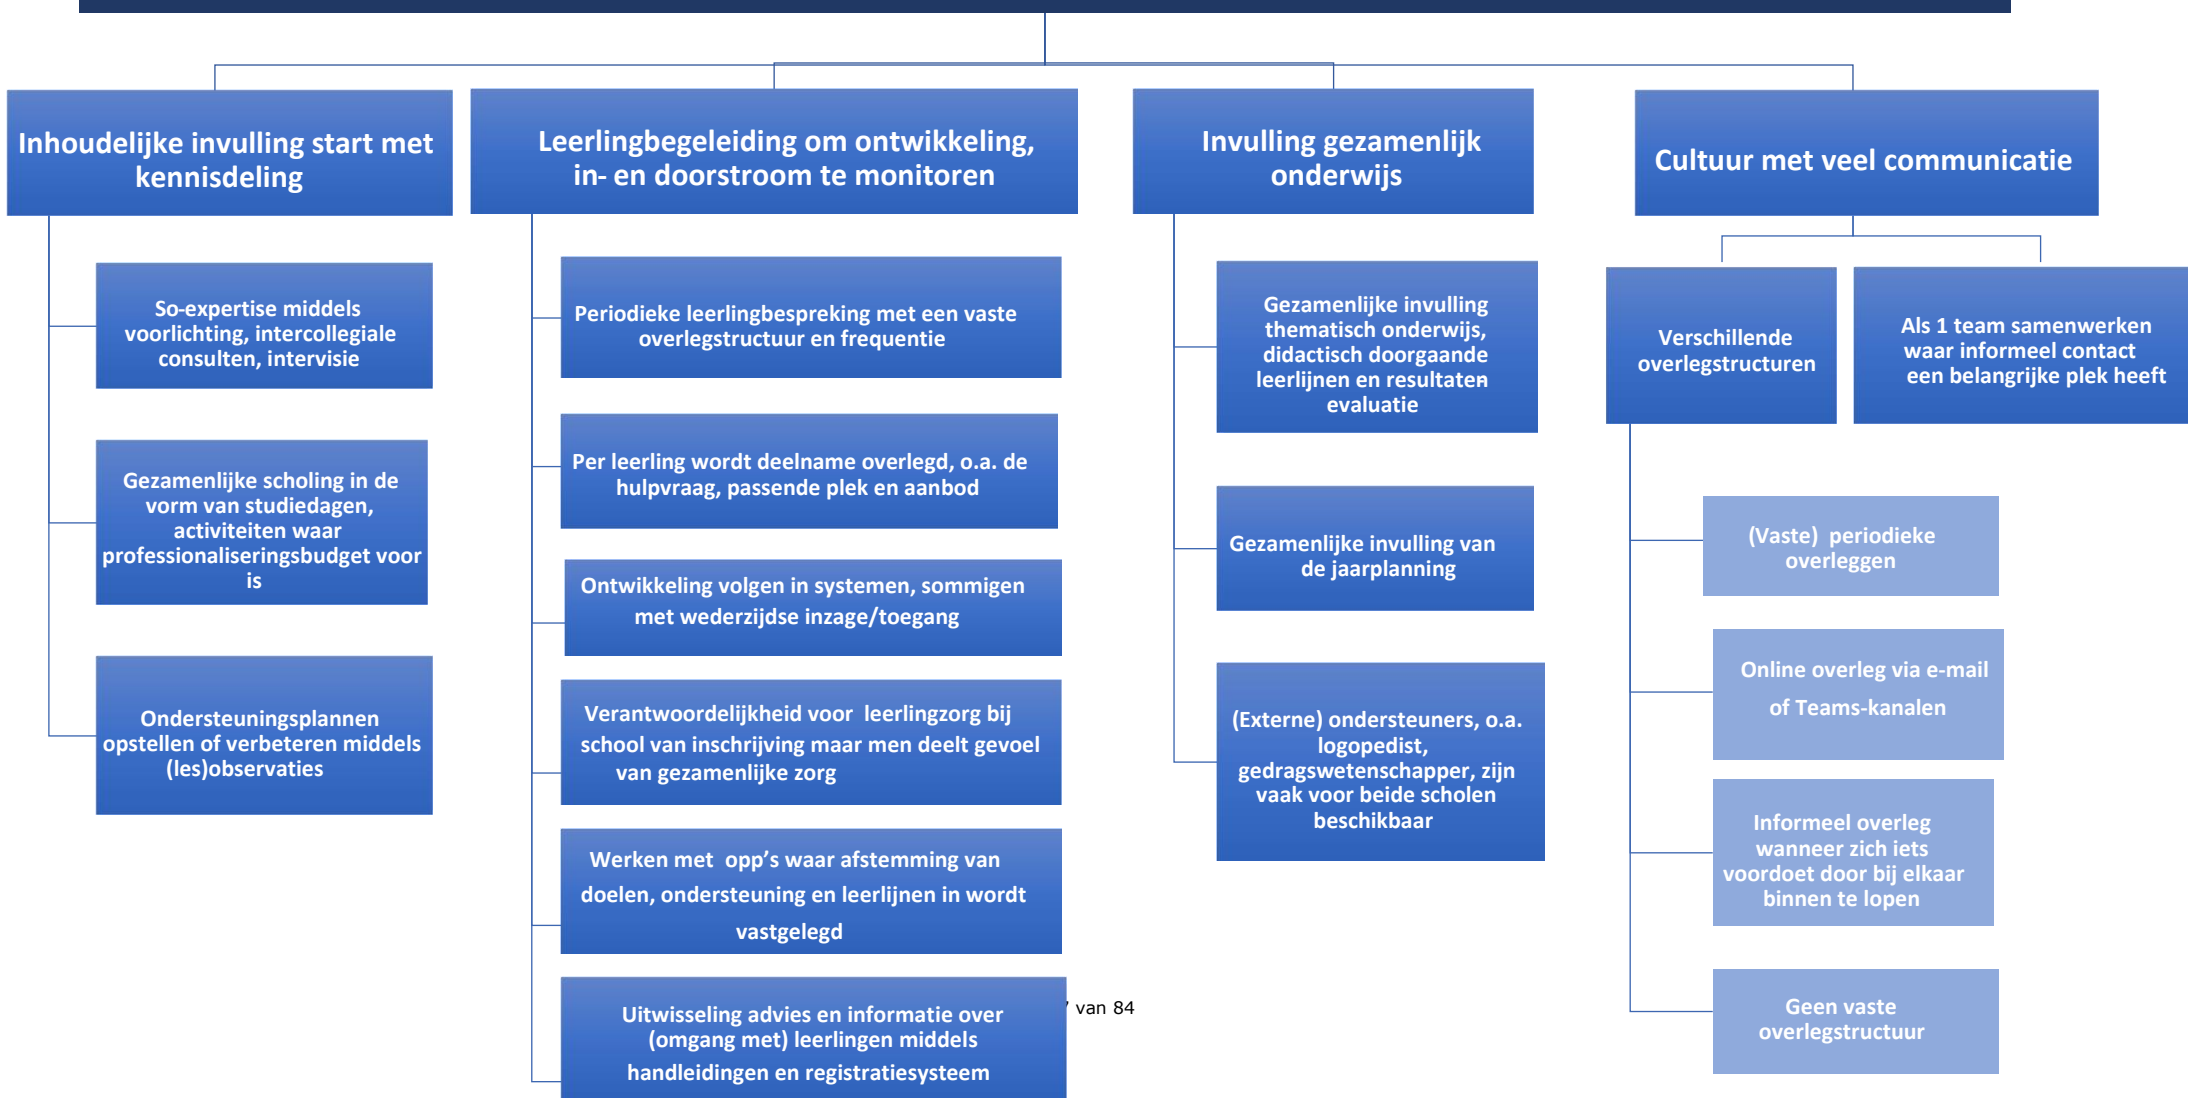 Inhoudelijke invulling start met
kennisdeling
So-expertise middels
voorlichting, intercollegiale
consulten, intervisie
Gezamenlijke scholing in de
vorm van studiedagen,
activiteiten waar
professionaliseringsbudget voor
is
Ondersteuningsplannen
opstellen of verbeteren middels
(les)observaties
Leerlingbegeleiding om ontwikkeling,
in- en doorstroom te monitoren
Periodieke leerlingbespreking met een vaste
overlegstructuur en frequentie
Per leerling wordt deelname overlegd, o.a. de
hulpvraag, passende plek en aanbod
Ontwikkeling volgen in systemen, sommigen
met wederzijdse inzage/toegang
Verantwoordelijkheid voor leerlingzorg bij
school van inschrijving maar men deelt gevoel
van gezamenlijke zorg
Werken met opp's waar afstemming van
doelen, ondersteuning en leerlijnen in wordt
vastgelegd
Uitwisseling advies en informatie over
(omgang met) leerlingen middels
handleidingen en registratiesysteem
Invulling gezamenlijk
onderwijs
Gezamenlijke invulling
thematisch onderwijs,
didactisch doorgaande
leerlijnen en resultaten-
evaluatie
Gezamenlijke invulling van
de jaarplanning
(Externe) ondersteuners, o.a.
logopedist,
gedragswetenschapper, zijn
vaak voor beide scholen
beschikbaar
Cultuur met veel communicatie
Verschillende
overlegstructuren
Als 1 team samenwerken
waar informeel contact
een belangrijke plek heeft
(Vaste) periodieke
overleggen
Online overleg via e-mail
of Teams-kanalen
Informeel overleg
wanneer zich iets
voordoet door bij elkaar
binnen te lopen
Geen vaste
overlegstructuur
van 84